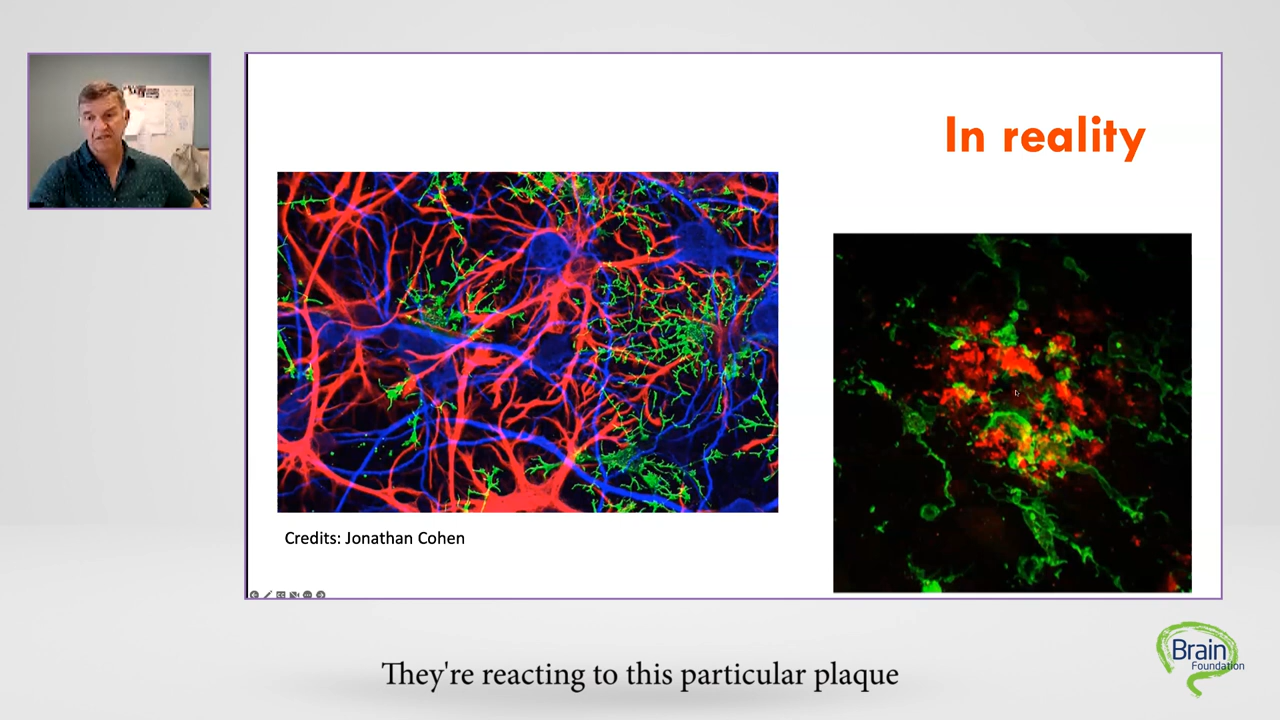 In reality
Credits: Jonathan Cohen
They're reacting to this particular plaque
Brain
Foundation